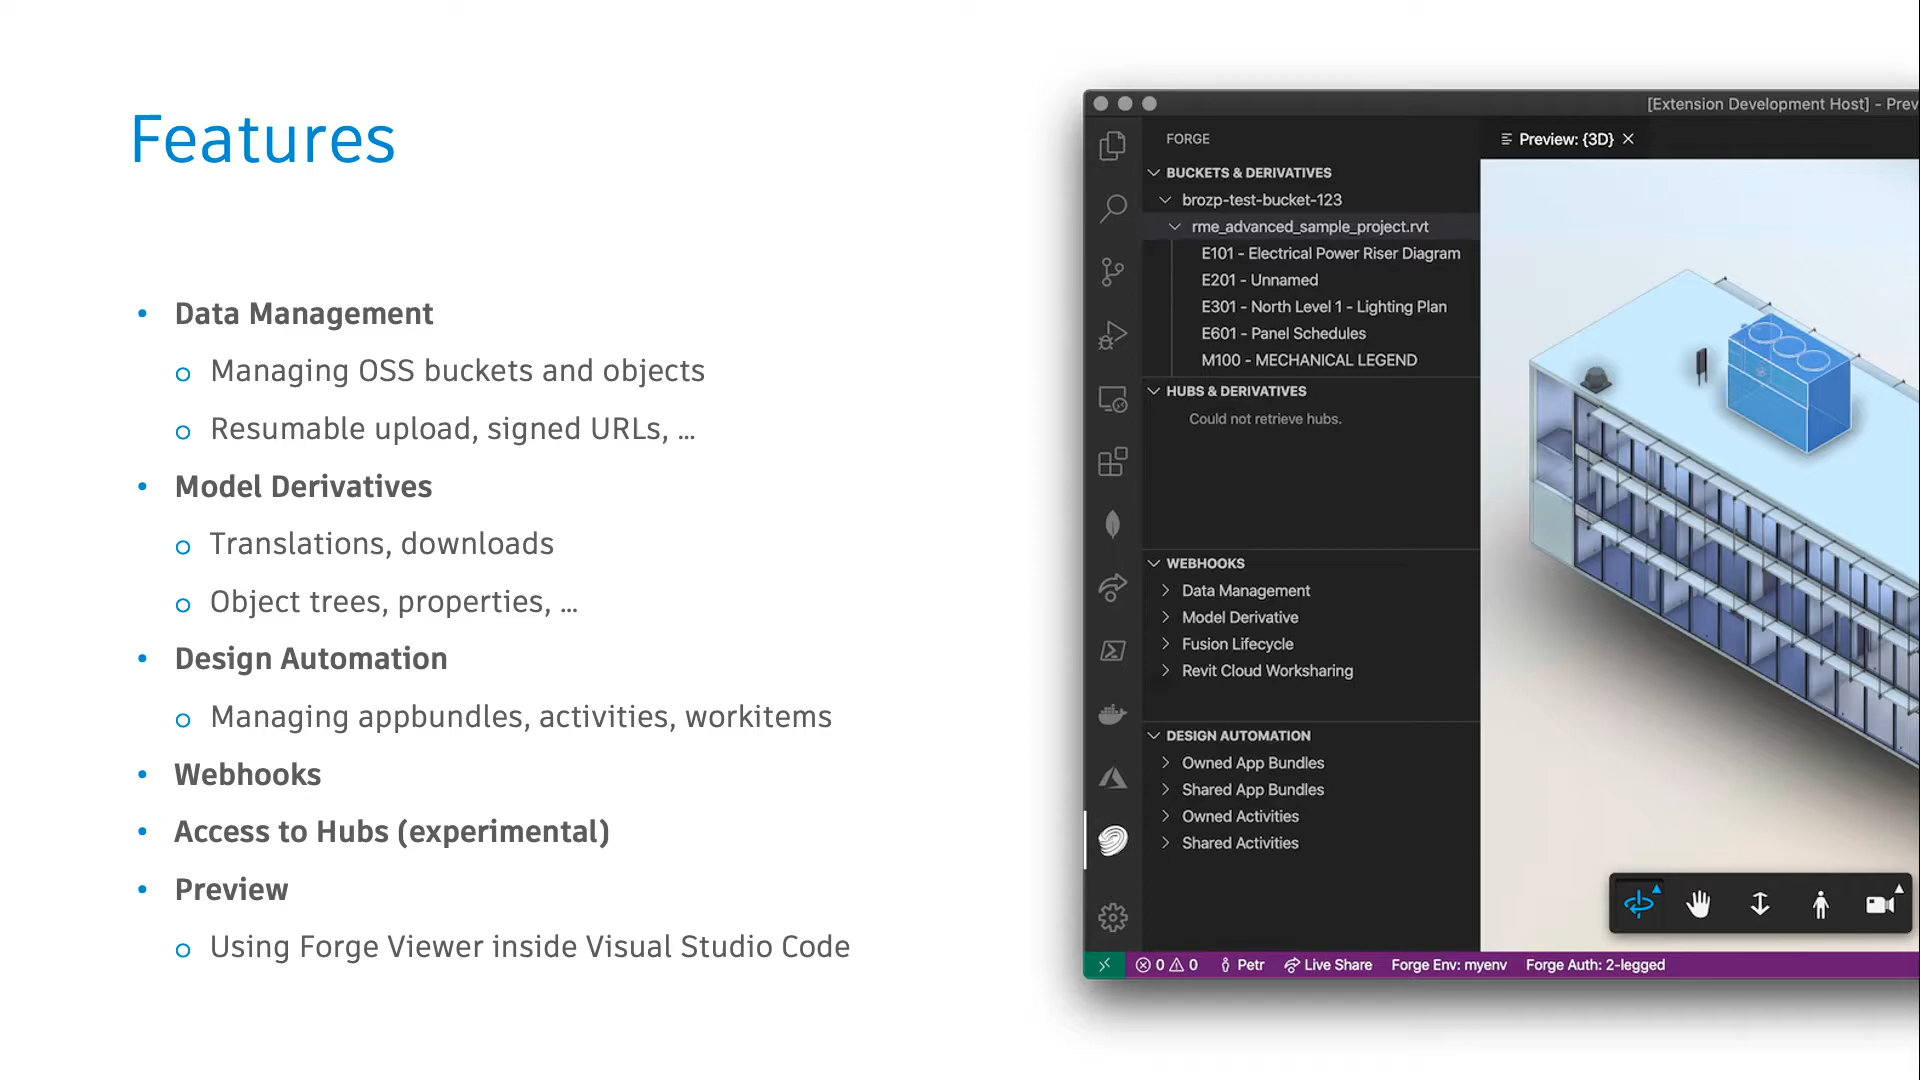 Features
• Data Management
o Managing OSS buckets and objects
o Resumable upload, signed URLs, ...
• Model Derivatives
o Translations, downloads
o Object trees, properties, ...
• Design Automation
o Managing appbundles, activities, workitems
• Webhooks
• Access to Hubs (experimental)
• Preview
o Using Forge Viewer inside Visual Studio Code
[Extension Development Host] - Prev
FORGE
Preview: {3D}
BUCKETS & DERIVATIVES
brozp-test-bucket-123
rme_advanced_sample_project.rvt
E101 - Electrical Power Riser Diagram
E201 - Unnamed
E301 - North Level 1 - Lighting Plan
E601 - Panel Schedules
M100 - MECHANICAL LEGEND
HUBS & DERIVATIVES
Could not retrieve hubs.
WEBHOOKS
Data Management
Model Derivative
Fusion Lifecycle
Revit Cloud Worksharing
DESIGN AUTOMATION
Owned App Bundles
Shared App Bundles
Owned Activities
Shared Activities
0 0 Petr Live Share Forge Env: myenv Forge Auth: 2-legged